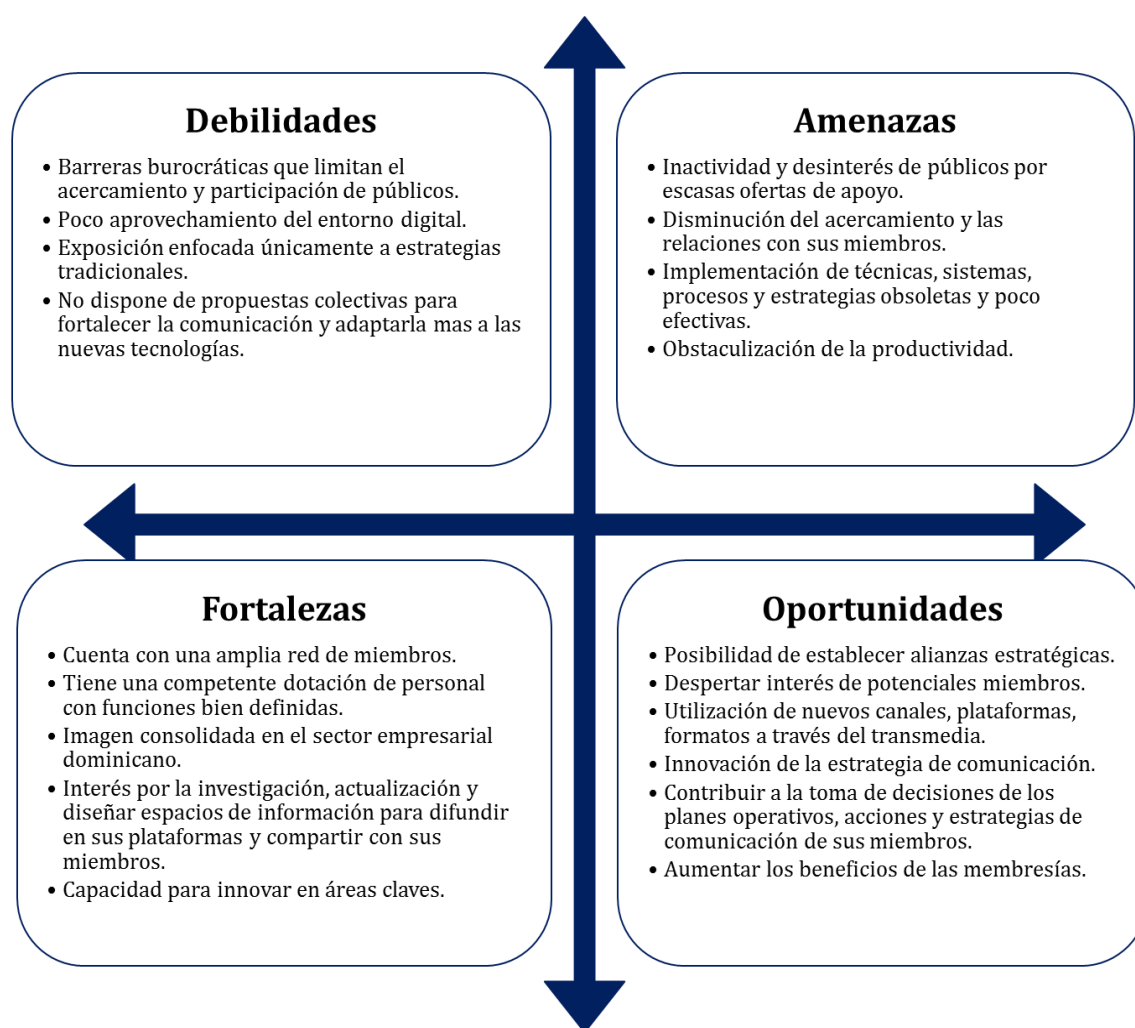 Debilidades
• Barreras burocráticas que limitan el
acercamiento y participación de públicos.
• Poco aprovechamiento del entorno digital.
• Exposición enfocada únicamente a estrategias
tradicionales.
• No dispone de propuestas colectivas para
fortalecer la comunicación y adaptarla mas a las
nuevas tecnologías.
Amenazas
• Inactividad y desinterés de públicos por
escasas ofertas de apoyo.
• Disminución del acercamiento y las
relaciones con sus miembros.
• Implementación de técnicas, sistemas,
procesos y estrategias obsoletas y poco
efectivas.
• Obstaculización de la productividad.
Fortalezas
• Cuenta con una amplia red de miembros.
• Tiene una competente dotación de personal
con funciones bien definidas.
• Imagen consolidada en el sector empresarial
dominicano.
• Interés por la investigación, actualización y
diseñar espacios de información para difundir
en sus plataformas y compartir con sus
miembros.
• Capacidad para innovar en áreas claves.
Oportunidades
• Posibilidad de establecer alianzas estratégicas.
• Despertar interés de potenciales miembros.
• Utilización de nuevos canales, plataformas,
formatos a través del transmedia.
• Innovación de la estrategia de comunicación.
• Contribuir a la toma de decisiones de los
planes operativos, acciones y estrategias de
comunicación de sus miembros.
• Aumentar los beneficios de las membresías.